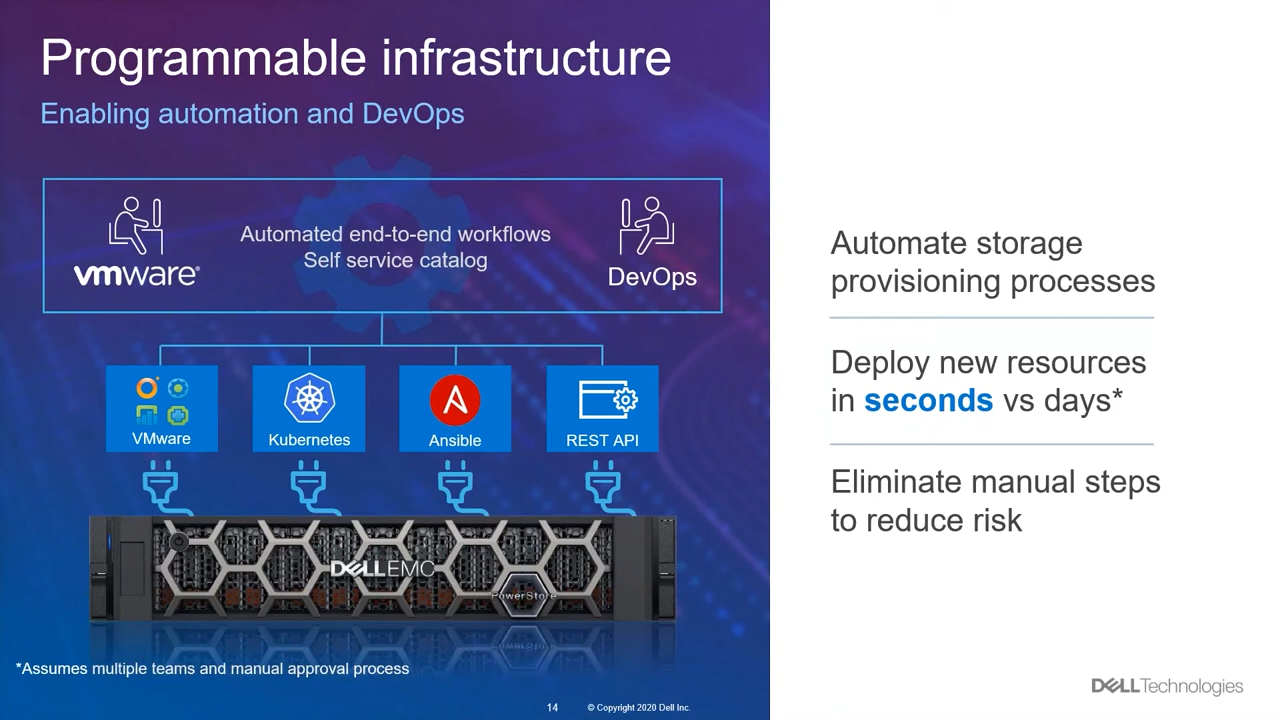 Programmable infrastructure
Enabling automation and DevOps
Automated end-to-end workflows
Self service catalog
vmware®
DevOps
VMware
Kubernetes
Ansible
REST API
DELLEMC
PowerStore
*Assumes multiple teams and manual approval process
14 © Copyright 2020 Dell Inc.
Automate storage
provisioning processes
Deploy new resources
in seconds vs days*
Eliminate manual steps
to reduce risk
DELLTechnologies